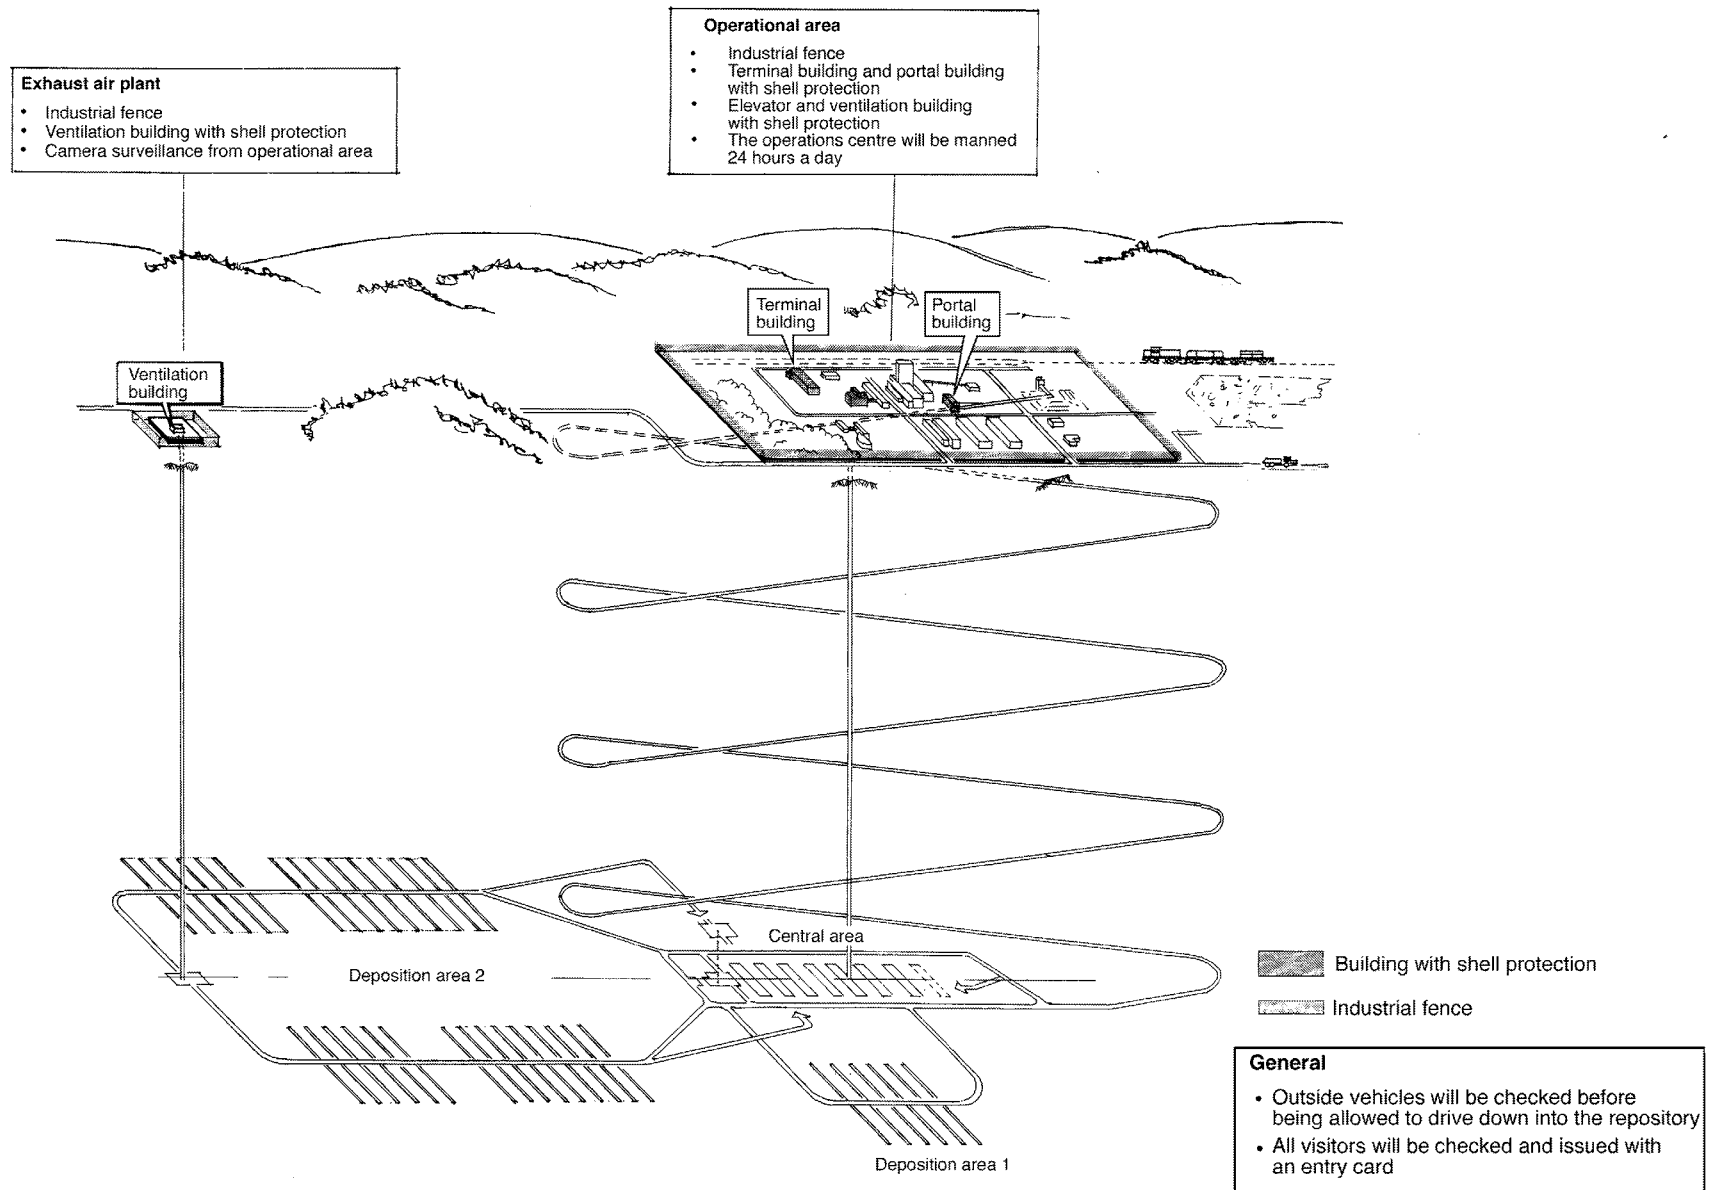 Operational area
• Industrial fence
• Terminal building and portal building
with shell protection
• Elevator and ventilation building
with shell protection
• The operations centre will be manned
24 hours a day
Exhaust air plant
• Industrial fence
• Ventilation building with shell protection
• Camera surveillance from operational area
Terminal
building
Portal
building
Ventilation
building
Central area
Deposition area 2
Building with shell protection
Industrial fence
General
• Outside vehicles will be checked before
being allowed to drive down into the repository
• All visitors will be checked and issued with
an entry card
Deposition area 1